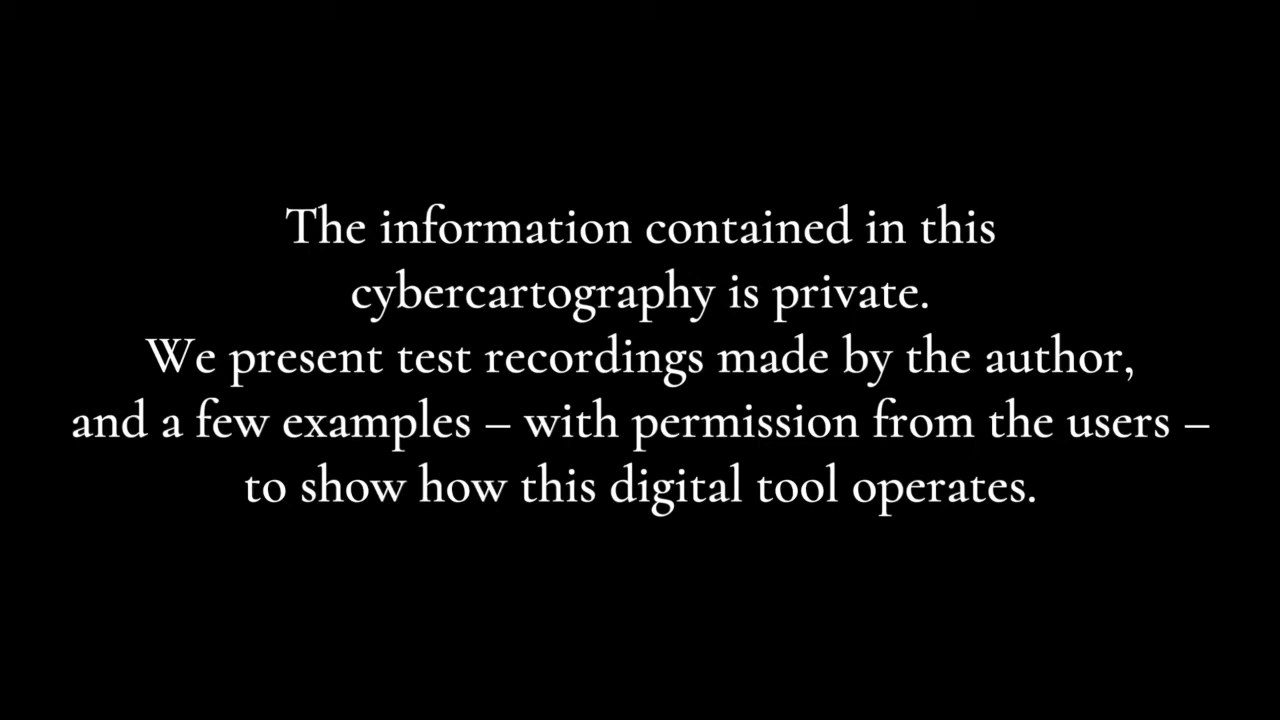 The information contained in this
cybercartography is private.
We present test recordings made by the author,
and a few examples – with permission from the users –
to show how this digital tool operates.